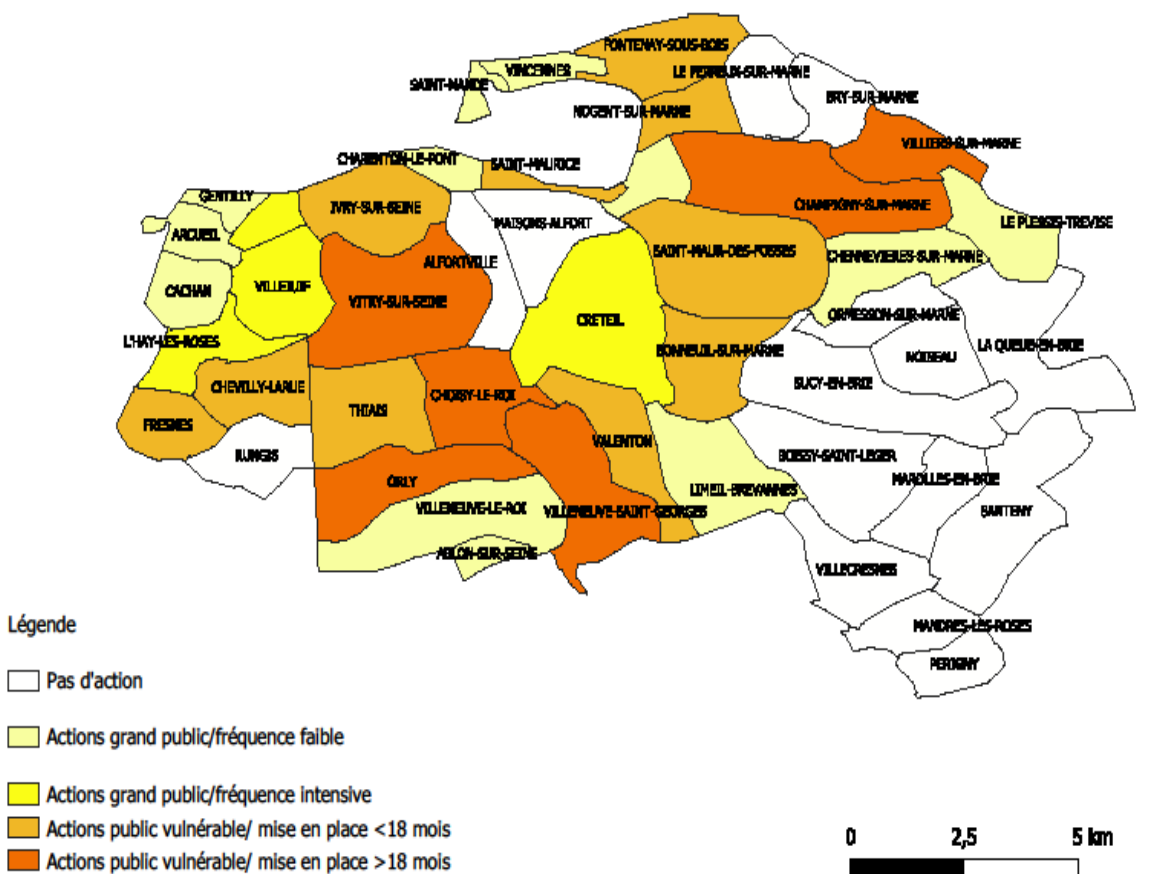 FONTENAY-SOUS-BOIS
VINCENNES
LE PERREUX-SUR-MARNE
SAINT-MANDE
BRY-SUR-MARNE
NOGENT-SUR-MARNE
VILLIERS-SUR-MARNE
CHARENTON-LE-PONT
SAINT-MAURICE
GENTILLY
IVRY-SUR-SEINE
CHAMPIGNY-SUR-MARNE
MAISONS-ALFORT
LE PLESSIS-TREVISE
ARCUEIL
SAINT-MAUR-DES-FOSSES
CHENNEVIERES-SUR-MARNE
ALFORTVILLE
CACHAN
VILLEJUIF
VITRY-SUR-SEINE
ORMESSON-SUR-MARNE
CRETEIL
L'HAY-LES-ROSES
LA QUEUE-EN-BRIE
BONNEUIL-SUR-MARNE
NOISEAU
SUCY-EN-BRIE
CHEVILLY-LARUE
CHOISY-LE-ROI
THIAIS
FRESNES
VALENTON
RUNGIS
BOISSY-SAINT-LEGER
MAROLLES-EN-BRIE
ORLY
LIMEIL-BREVANNES
VILLENEUVE-LE-ROI
VILLENEUVE-SAINT-GEORGES
SANTENY
ABLON-SUR-SEINE
VILLECRESNES
MANDRES-LES-ROSES
PERIGNY
Légende
Pas d'action
Actions grand public/fréquence faible
Actions grand public/fréquence intensive
Actions public vulnérable/ mise en place <18 mois
Actions public vulnérable/ mise en place >18 mois
0 2,5 5 km